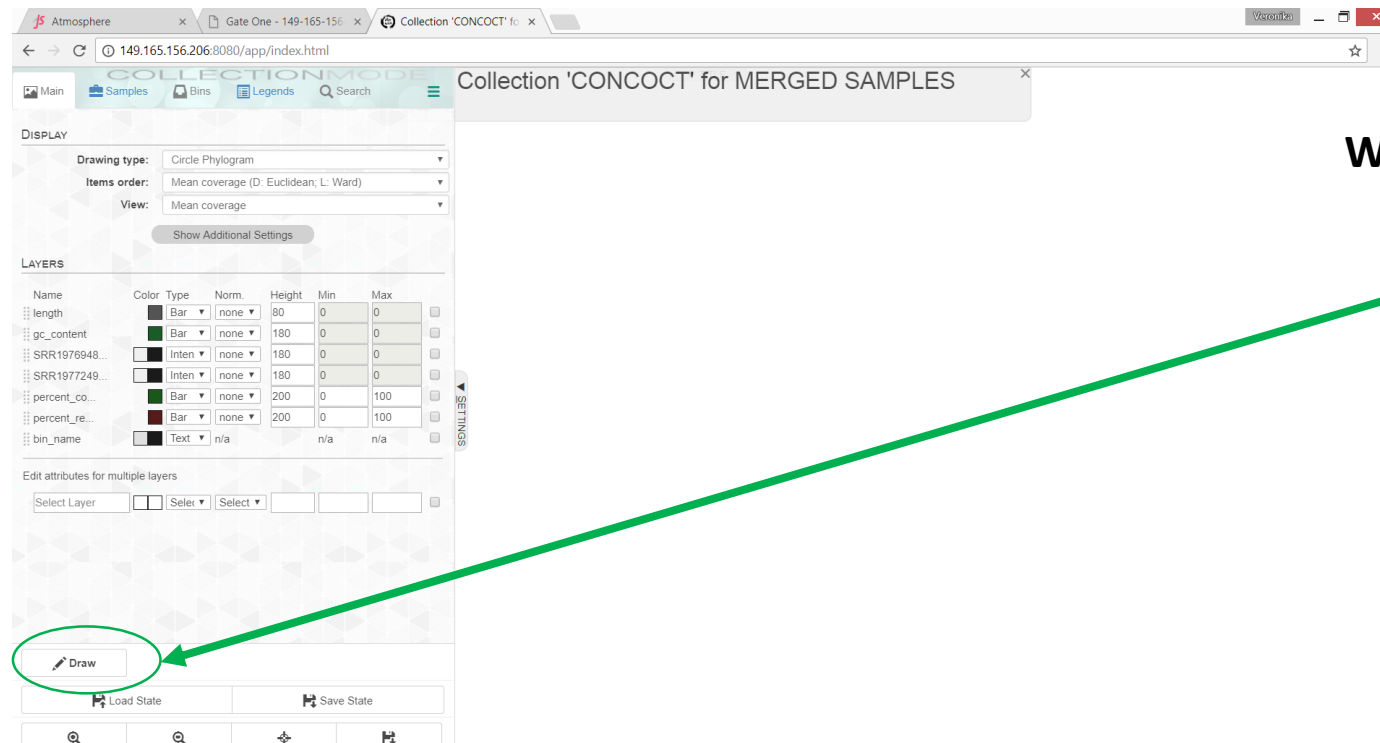 Atmosphere × Gate One - 149-165-156 × Collection 'CONCOCT' fo × Veronika
149.165.156.206:8080/app/index.html
COLLECTION MODE
Main Samples Bins Legends Search
Collection 'CONCOCT' for MERGED SAMPLES ×
DISPLAY
W
Drawing type: Circle Phylogram
Items order: Mean coverage (D: Euclidean; L: Ward)
View: Mean coverage
Show Additional Settings
LAYERS
Name Color Type Norm. Height Min Max
length Bar none 80 0 0
gc_content Bar none 180 0 0
SRR1976948... Inten none 180 0 0
SRR1977249... Inten none 180 0 0
percent_co... Bar none 200 0 100
percent_re... Bar none 200 0 100
bin_name Text n/a n/a n/a
SETTINGS
Edit attributes for multiple layers
Select Layer Selec Select
Draw
Load State Save State